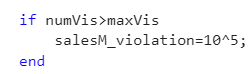 if numVis>maxVis
    salesM_violation=10^5;
end